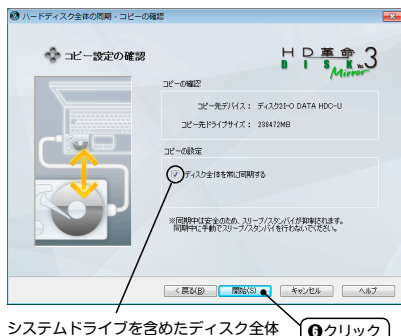 ハードディスク全体の同期 - コピーの確認
コピー設定の確認
HD革命 DISK Mirror Ver.3
コピーの確認
コピー先デバイス： ディスク2:I-O DATA HDC-U
コピー先ドライブサイズ： 238472MB
コピーの設定
ディスク全体を常に同期する
※同期中は安全のため、スリープ/スタンバイが抑制されます。
同期中に手動でスリープ/スタンバイを行わないでください。
< 戻る(B) 開始(S) キャンセル ヘルプ
システムドライブを含めたディスク全体
❻クリック